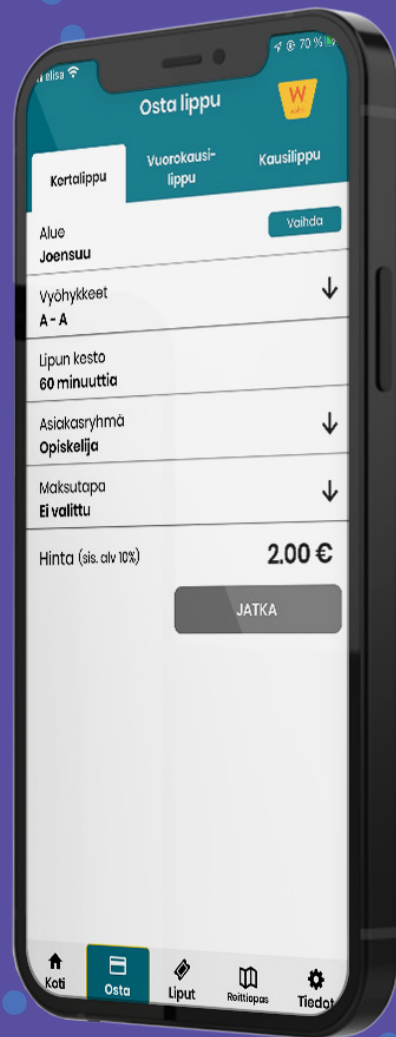 elisa
70 %
Osta lippu
W
Kertalippu
Vuorokausi-
lippu
Kausilippu
Alue
Joensuu
Vaihda
Vyöhykkeet
A - A
Lipun kesto
60 minuuttia
Asiakasryhmä
Opiskelija
Maksutapa
Ei valittu
Hinta (sis. alv 10%)
2.00 €
JATKA
Koti
Osta
Liput
Reittiopas
Tiedot